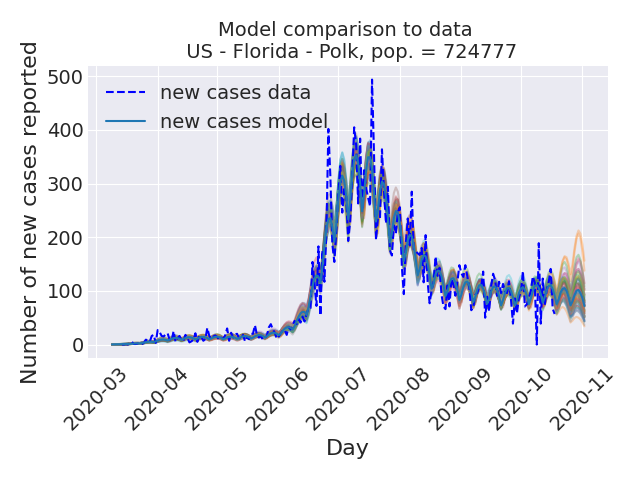 Model comparison to data
US - Florida - Polk, pop. = 724777
Number of new cases reported
500
400
300
200
100
0
new cases data
new cases model
2020-03
2020-04
2020-05
2020-06
2020-07
2020-08
2020-09
2020-10
2020-11
Day